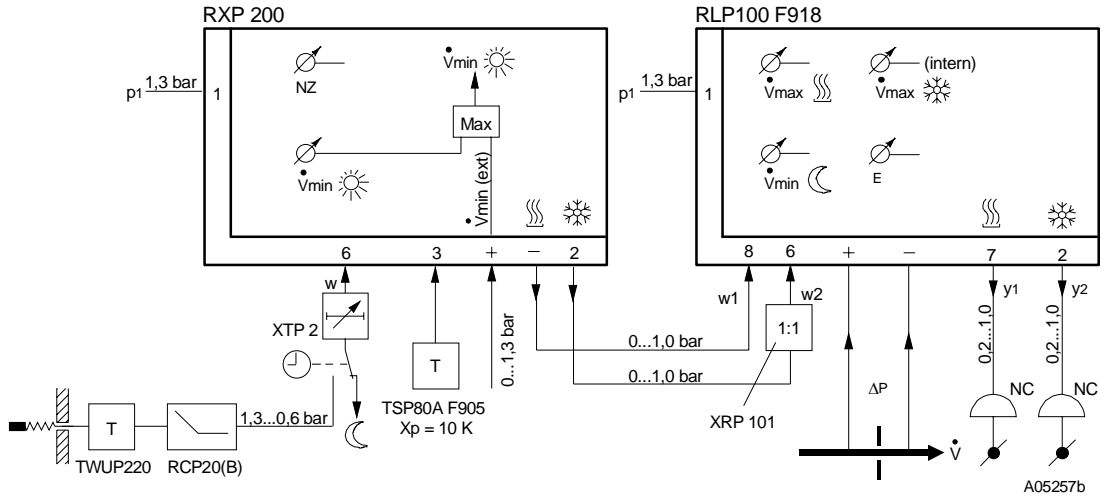 RXP 200
RLP100 F918
p1 1,3 bar
1
NZ
V̇min
Max
V̇min
V̇min (ext)
6
3
+
–
2
p1 1,3 bar
1
V̇max
(intern)
V̇max
V̇min
E
8
6
+
–
7
2
w
XTP 2
T
TSP80A F905
Xp = 10 K
0...1,3 bar
w1
w2
1:1
XRP 101
0...1,0 bar
0...1,0 bar
ΔP
y1
y2
0,2...1,0
0,2...1,0
NC
NC
V̇
T
TWUP220
RCP20(B)
1,3...0,6 bar
A05257b